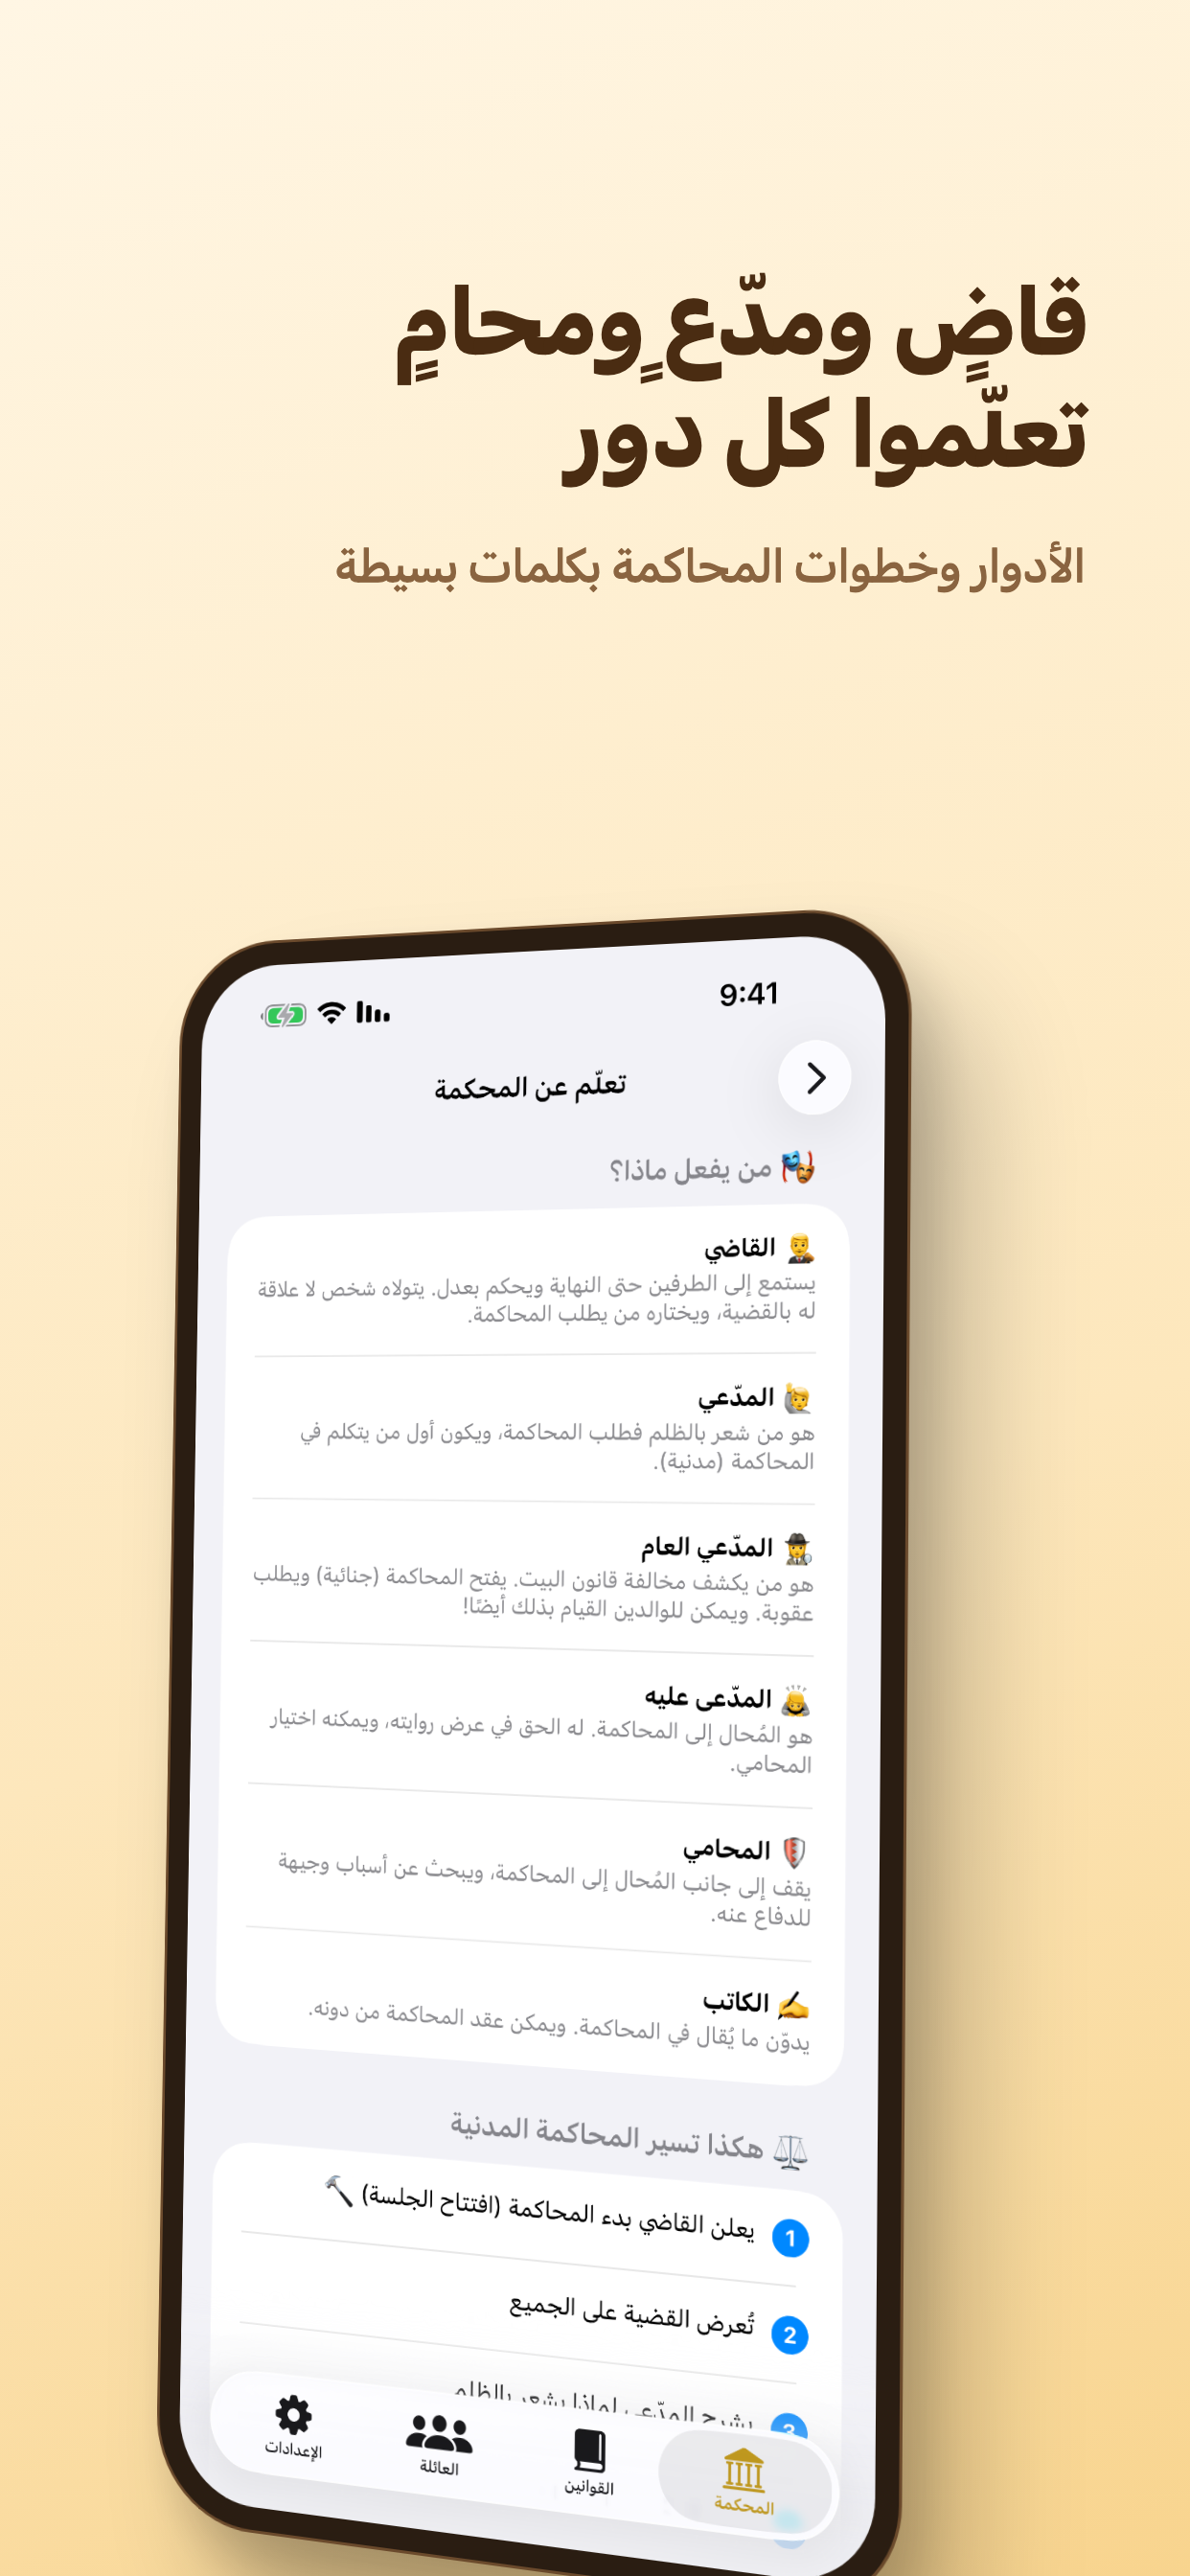 قاضٍ ومدّعٍ ومحامٍ
تعلّموا كل دور
الأدوار وخطوات المحاكمة بكلمات بسيطة
9:41
تعلّم عن المحكمة
من يفعل ماذا؟
القاضي
يستمع إلى الطرفين حتى النهاية ويحكم بعدل. يتولاه شخص لا علاقة
له بالقضية، ويختاره من يطلب المحاكمة.
المدّعي
هو من شعر بالظلم فطلب المحاكمة، ويكون أول من يتكلم في
المحاكمة (مدنية).
المدّعي العام
هو من يكشف مخالفة قانون البيت. يفتح المحاكمة (جنائية) ويطلب
عقوبة. ويمكن للوالدين القيام بذلك أيضًا!
المدّعى عليه
هو المُحال إلى المحاكمة. له الحق في عرض روايته، ويمكنه اختيار
المحامي.
المحامي
يقف إلى جانب المُحال إلى المحاكمة، ويبحث عن أسباب وجيهة
للدفاع عنه.
الكاتب
يدوّن ما يُقال في المحاكمة. ويمكن عقد المحاكمة من دونه.
هكذا تسير المحاكمة المدنية
1 يعلن القاضي بدء المحاكمة (افتتاح الجلسة)
2 تُعرض القضية على الجميع
3 يشرح المدّعي لماذا يشعر بالظلم
المحكمة
القوانين
العائلة
الإعدادات